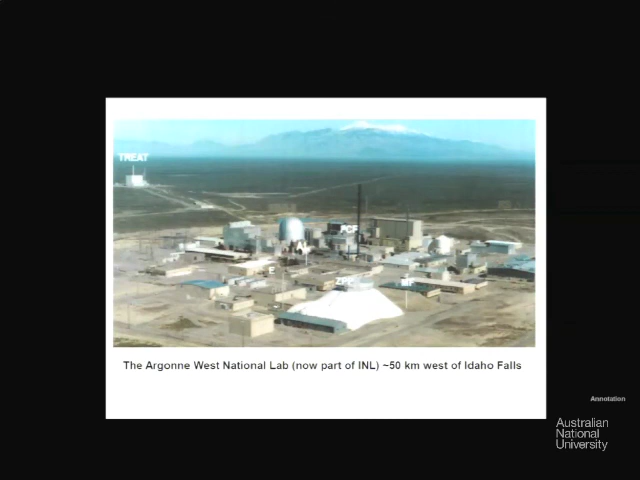 TREAT
FCF
The Argonne West National Lab (now part of INL) ~50 km west of Idaho Falls
Annotation
Australian
National
University